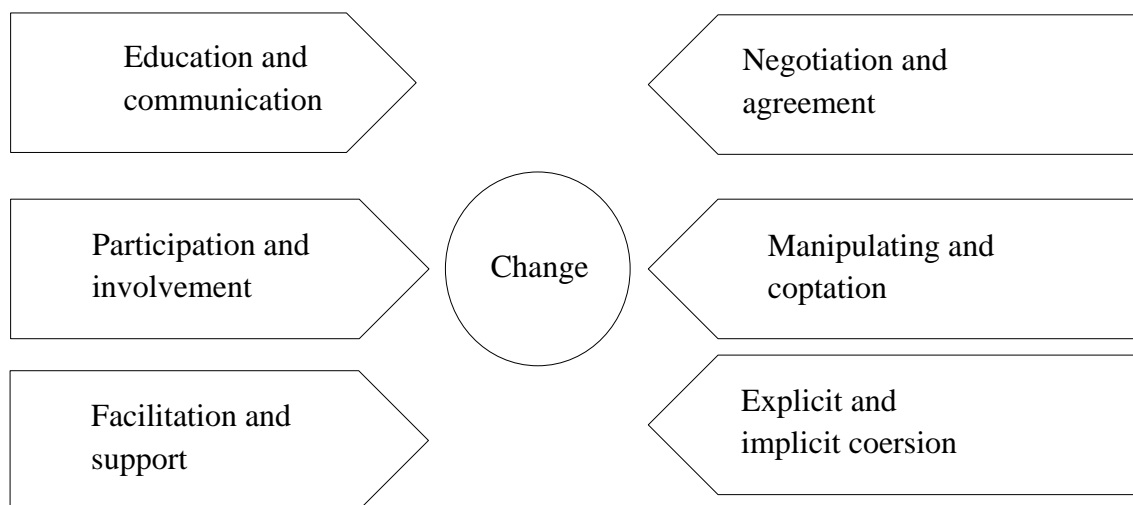 Education and
communication
Negotiation and
agreement
Participation and
involvement
Change
Manipulating and
coptation
Facilitation and
support
Explicit and
implicit coersion